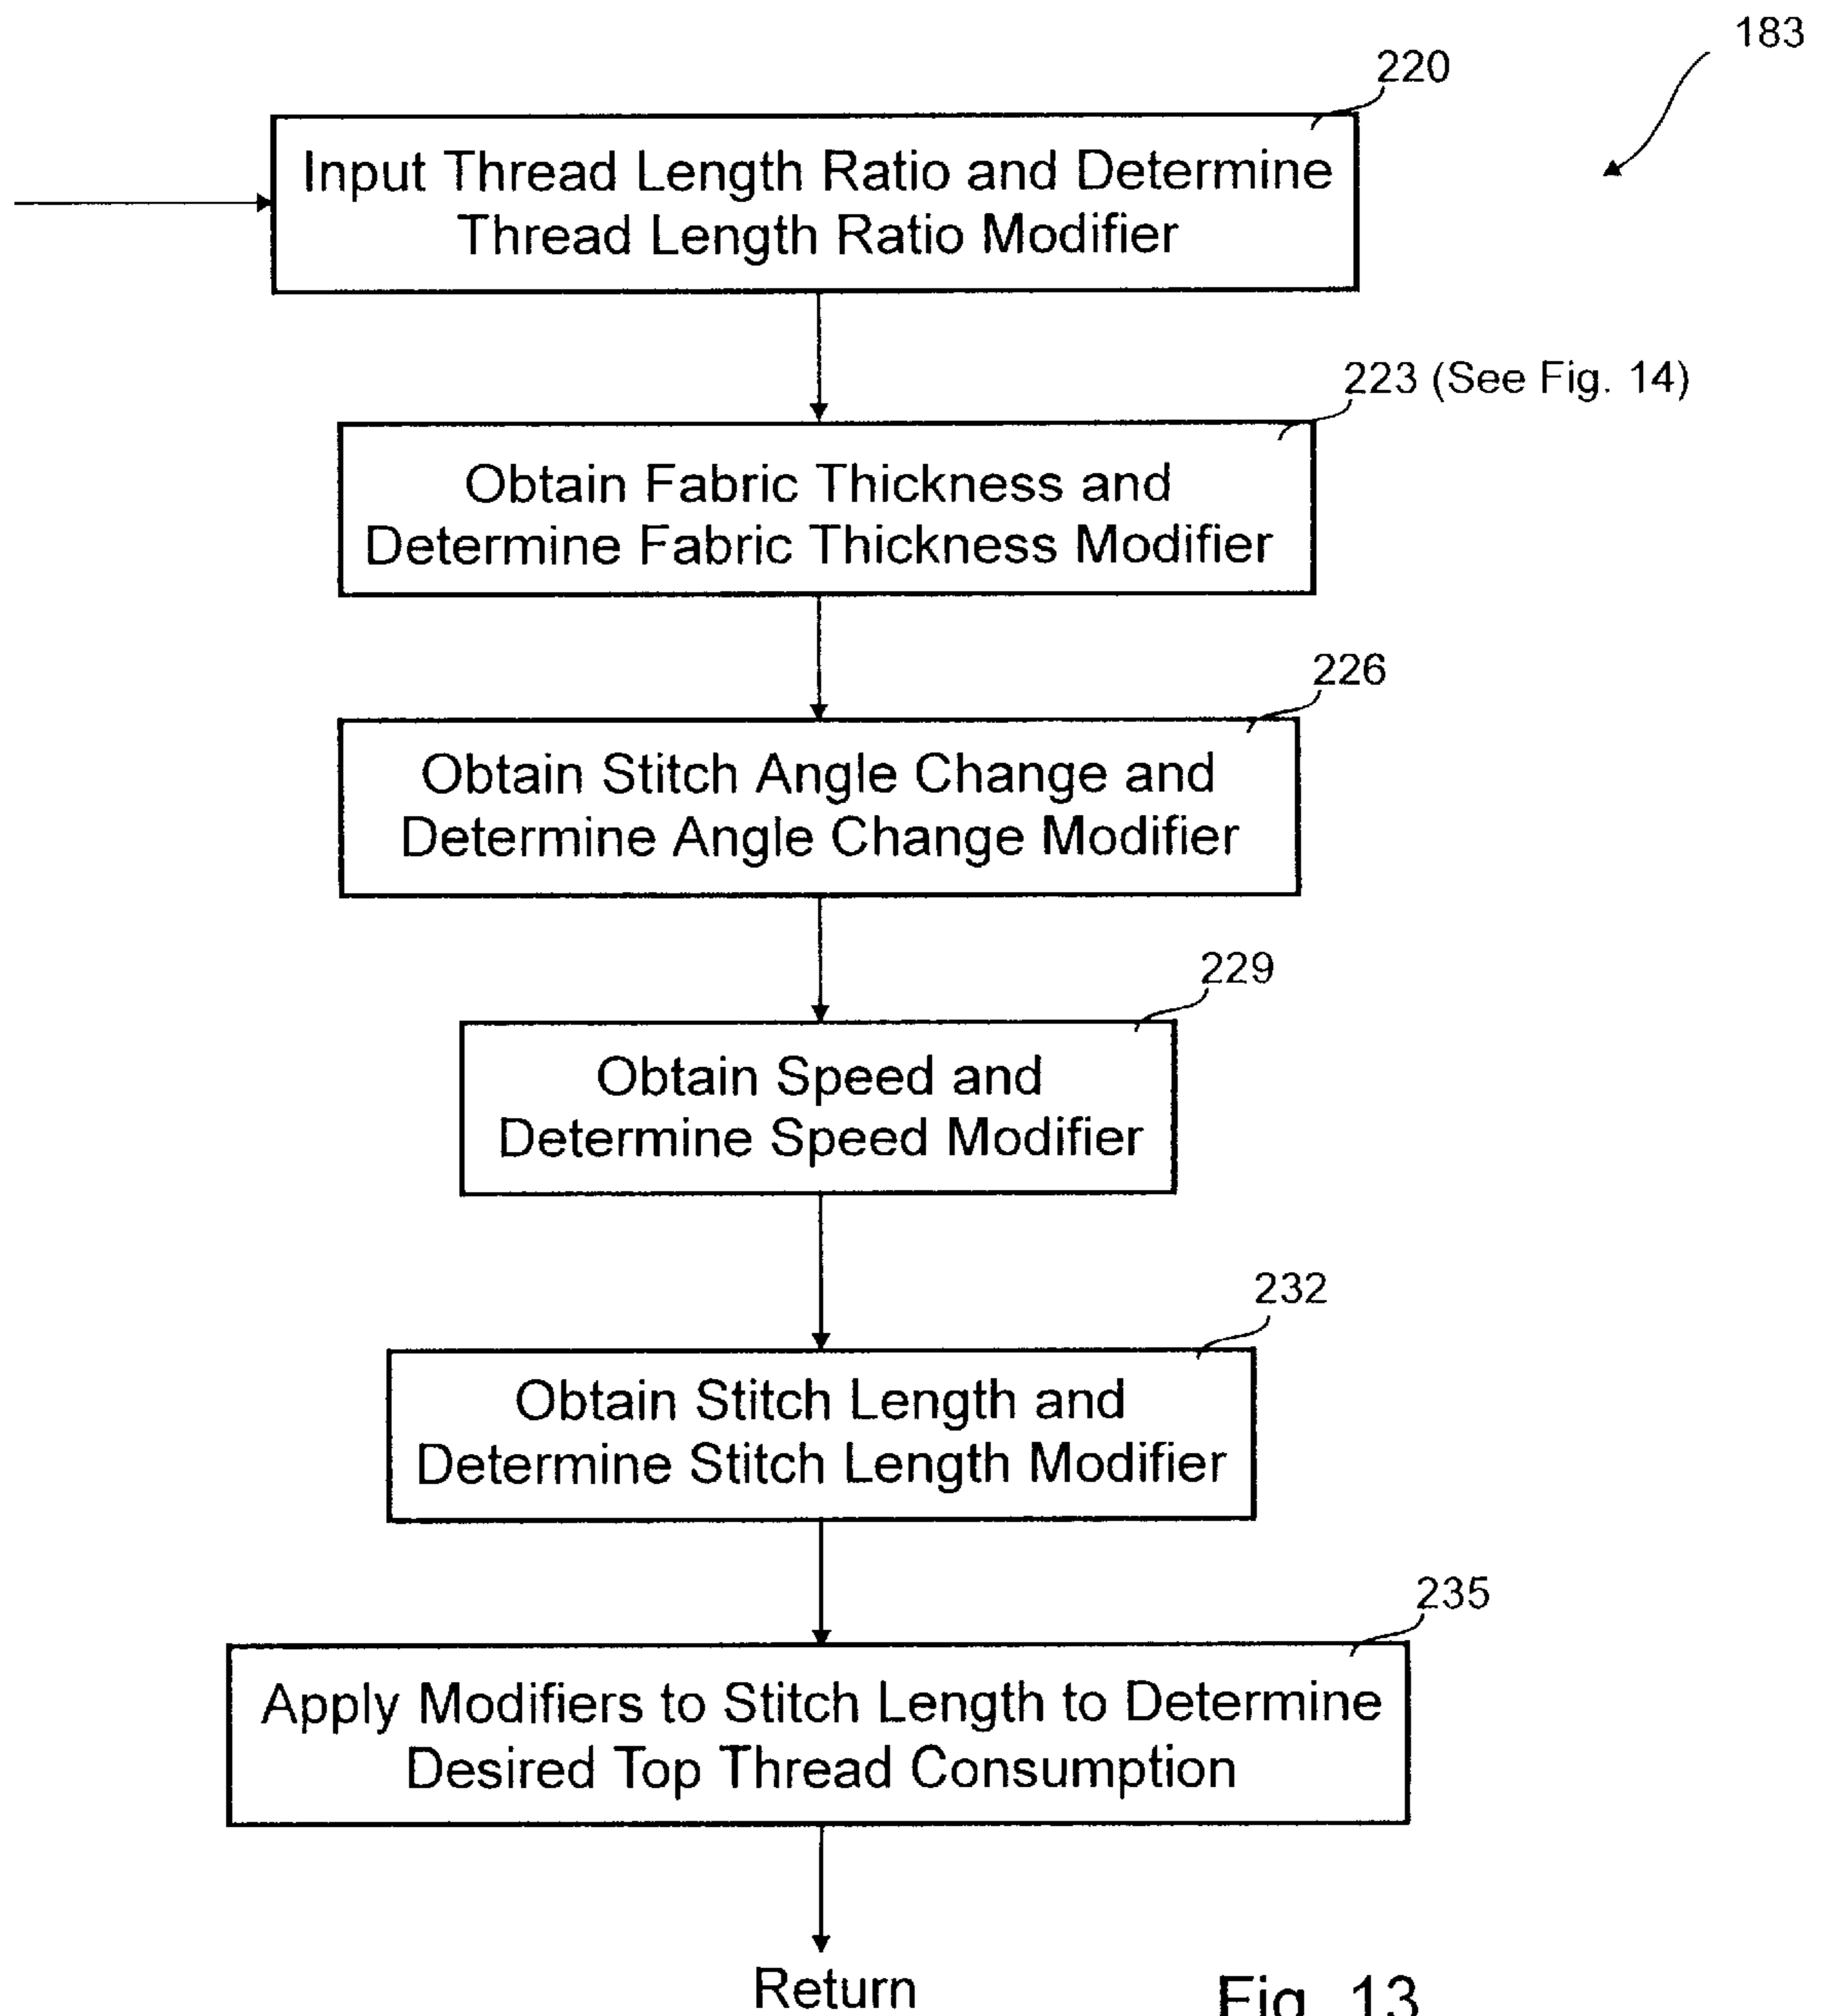 183
220
Input Thread Length Ratio and Determine
Thread Length Ratio Modifier
223 (See Fig. 14)
Obtain Fabric Thickness and
Determine Fabric Thickness Modifier
226
Obtain Stitch Angle Change and
Determine Angle Change Modifier
229
Obtain Speed and
Determine Speed Modifier
232
Obtain Stitch Length and
Determine Stitch Length Modifier
235
Apply Modifiers to Stitch Length to Determine
Desired Top Thread Consumption
Return
Fig. 13